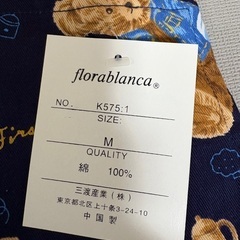 florablanca®
NO.- K575:1
SIZE:
M
QUALITY
綿 100%
三渡産業(株)
東京都北区上十条3-24-10
中国製